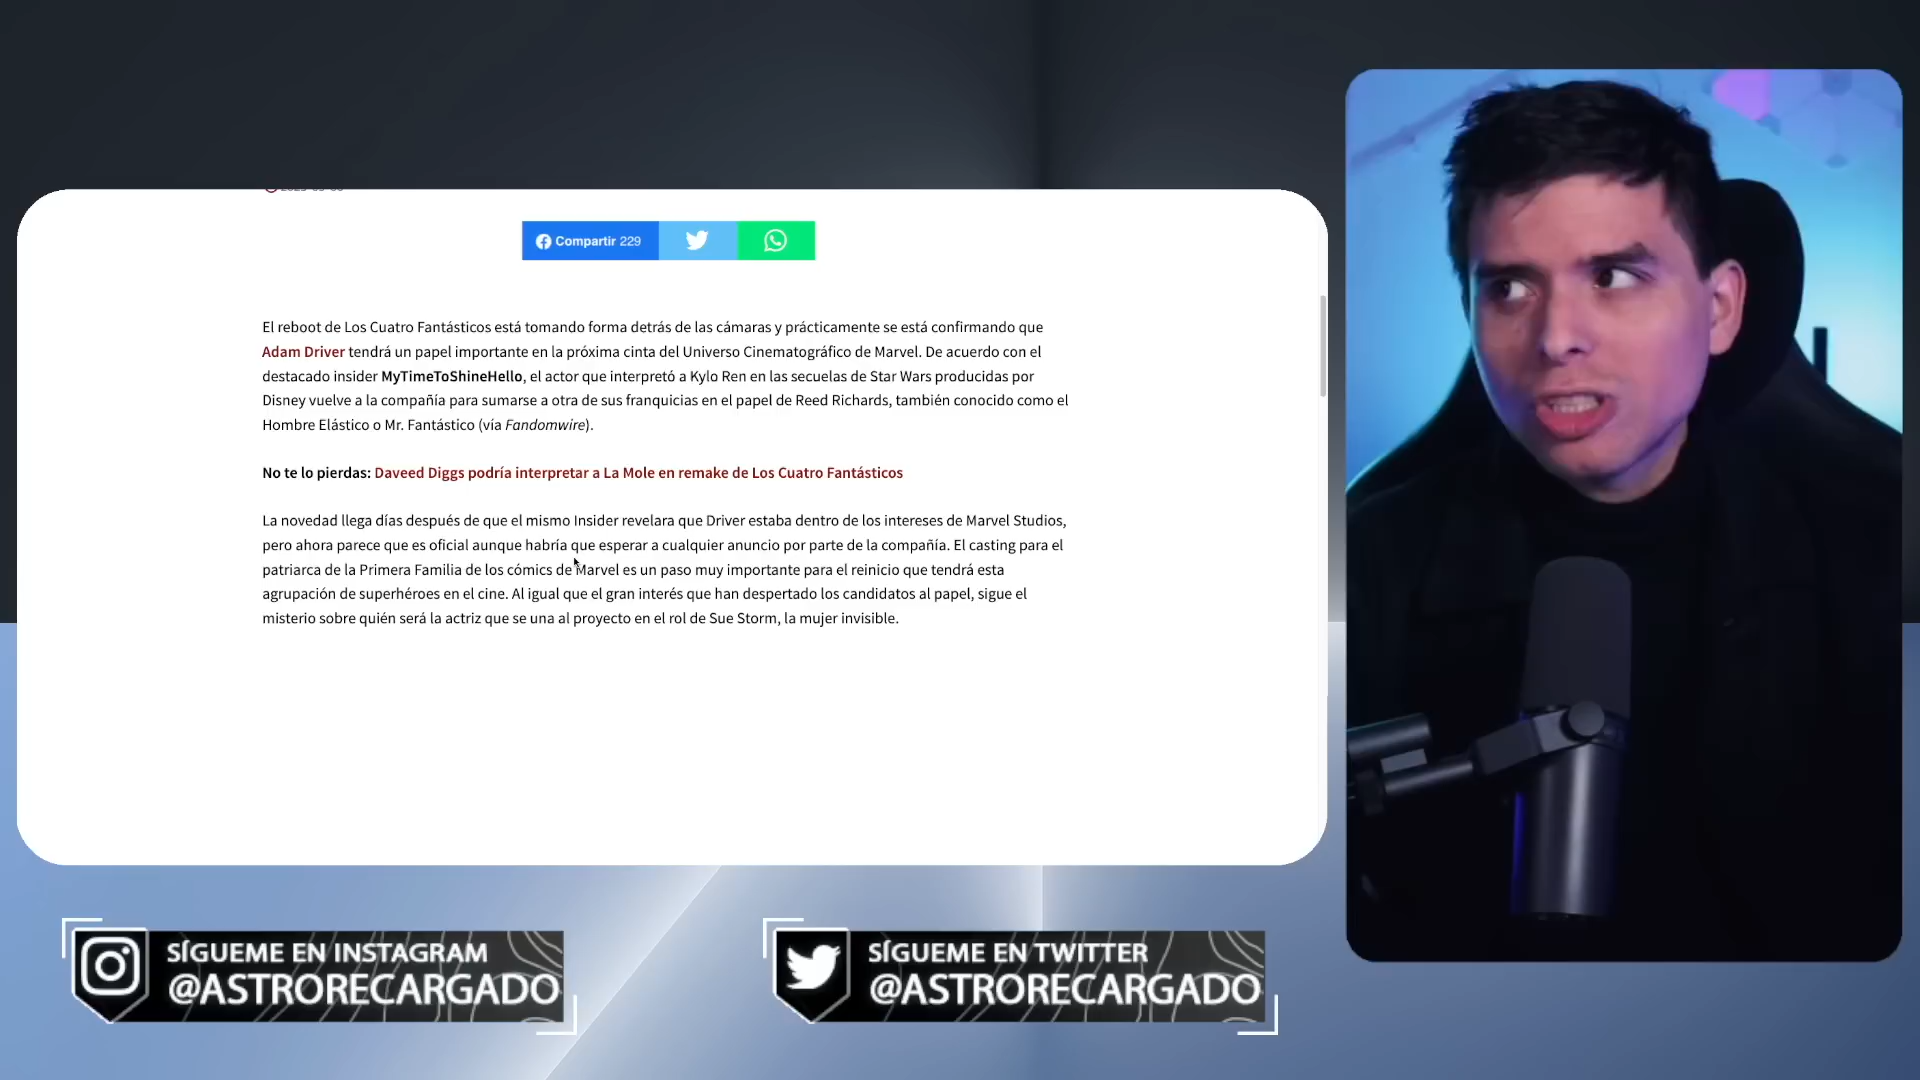 Compartir 229
El reboot de Los Cuatro Fantásticos está tomando forma detrás de las cámaras y prácticamente se está confirmando que
Adam Driver tendrá un papel importante en la próxima cinta del Universo Cinematográfico de Marvel. De acuerdo con el
destacado insider MyTimeToShineHello, el actor que interpretó a Kylo Ren en las secuelas de Star Wars producidas por
Disney vuelve a la compañía para sumarse a otra de sus franquicias en el papel de Reed Richards, también conocido como el
Hombre Elástico o Mr. Fantástico (vía Fandomwire).
No te lo pierdas: Daveed Diggs podría interpretar a La Mole en remake de Los Cuatro Fantásticos
La novedad llega días después de que el mismo Insider revelara que Driver estaba dentro de los intereses de Marvel Studios,
pero ahora parece que es oficial aunque habría que esperar a cualquier anuncio por parte de la compañía. El casting para el
patriarca de la Primera Familia de los cómics de Marvel es un paso muy importante para el reinicio que tendrá esta
agrupación de superhéroes en el cine. Al igual que el gran interés que han despertado los candidatos al papel, sigue el
misterio sobre quién será la actriz que se una al proyecto en el rol de Sue Storm, la mujer invisible.
SÍGUEME EN INSTAGRAM
@ASTRORECARGADO
SÍGUEME EN TWITTER
@ASTRORECARGADO